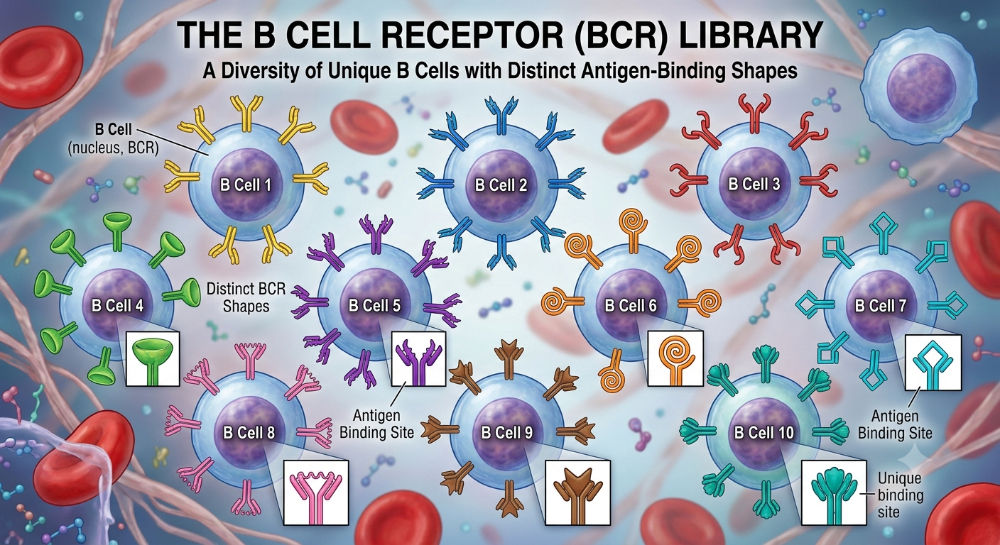 THE B CELL RECEPTOR (BCR) LIBRARY
A Diversity of Unique B Cells with Distinct Antigen-Binding Shapes
B Cell
(nucleus, BCR)
B Cell 1
B Cell 2
B Cell 3
B Cell 4
Distinct BCR
Shapes
B Cell 5
B Cell 6
B Cell 7
Antigen
Binding Site
Antigen
Binding Site
B Cell 8
B Cell 9
B Cell 10
Unique
binding
site